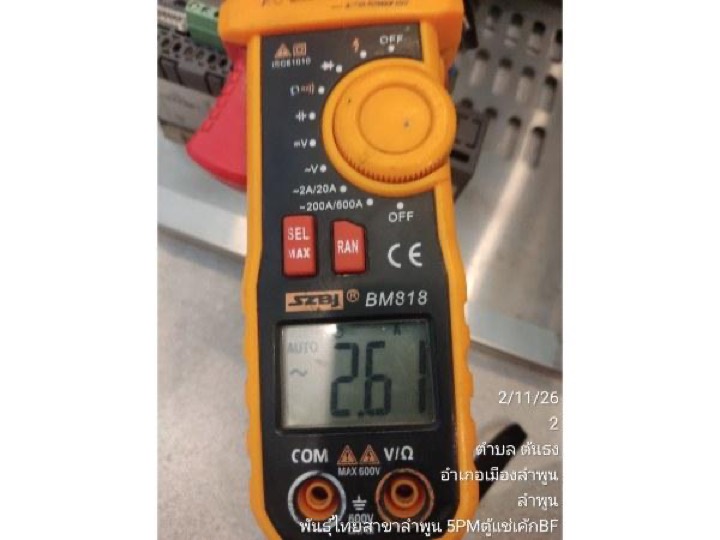 OFF
IEC61010
mV
~V
~2A/20A
~200A/600A
OFF
SEL
MAX
RAN
szbj® BM818
CE
A
AUTO
~
2.61
COM
V/Ω
MAX 600V
600V
2/11/26
2
ตำบล ต้นธง
อำเภอเมืองลำพูน
ลำพูน
พันธุ์ไทยสาขาลำพูน 5PMตู้แช่เค้กBF